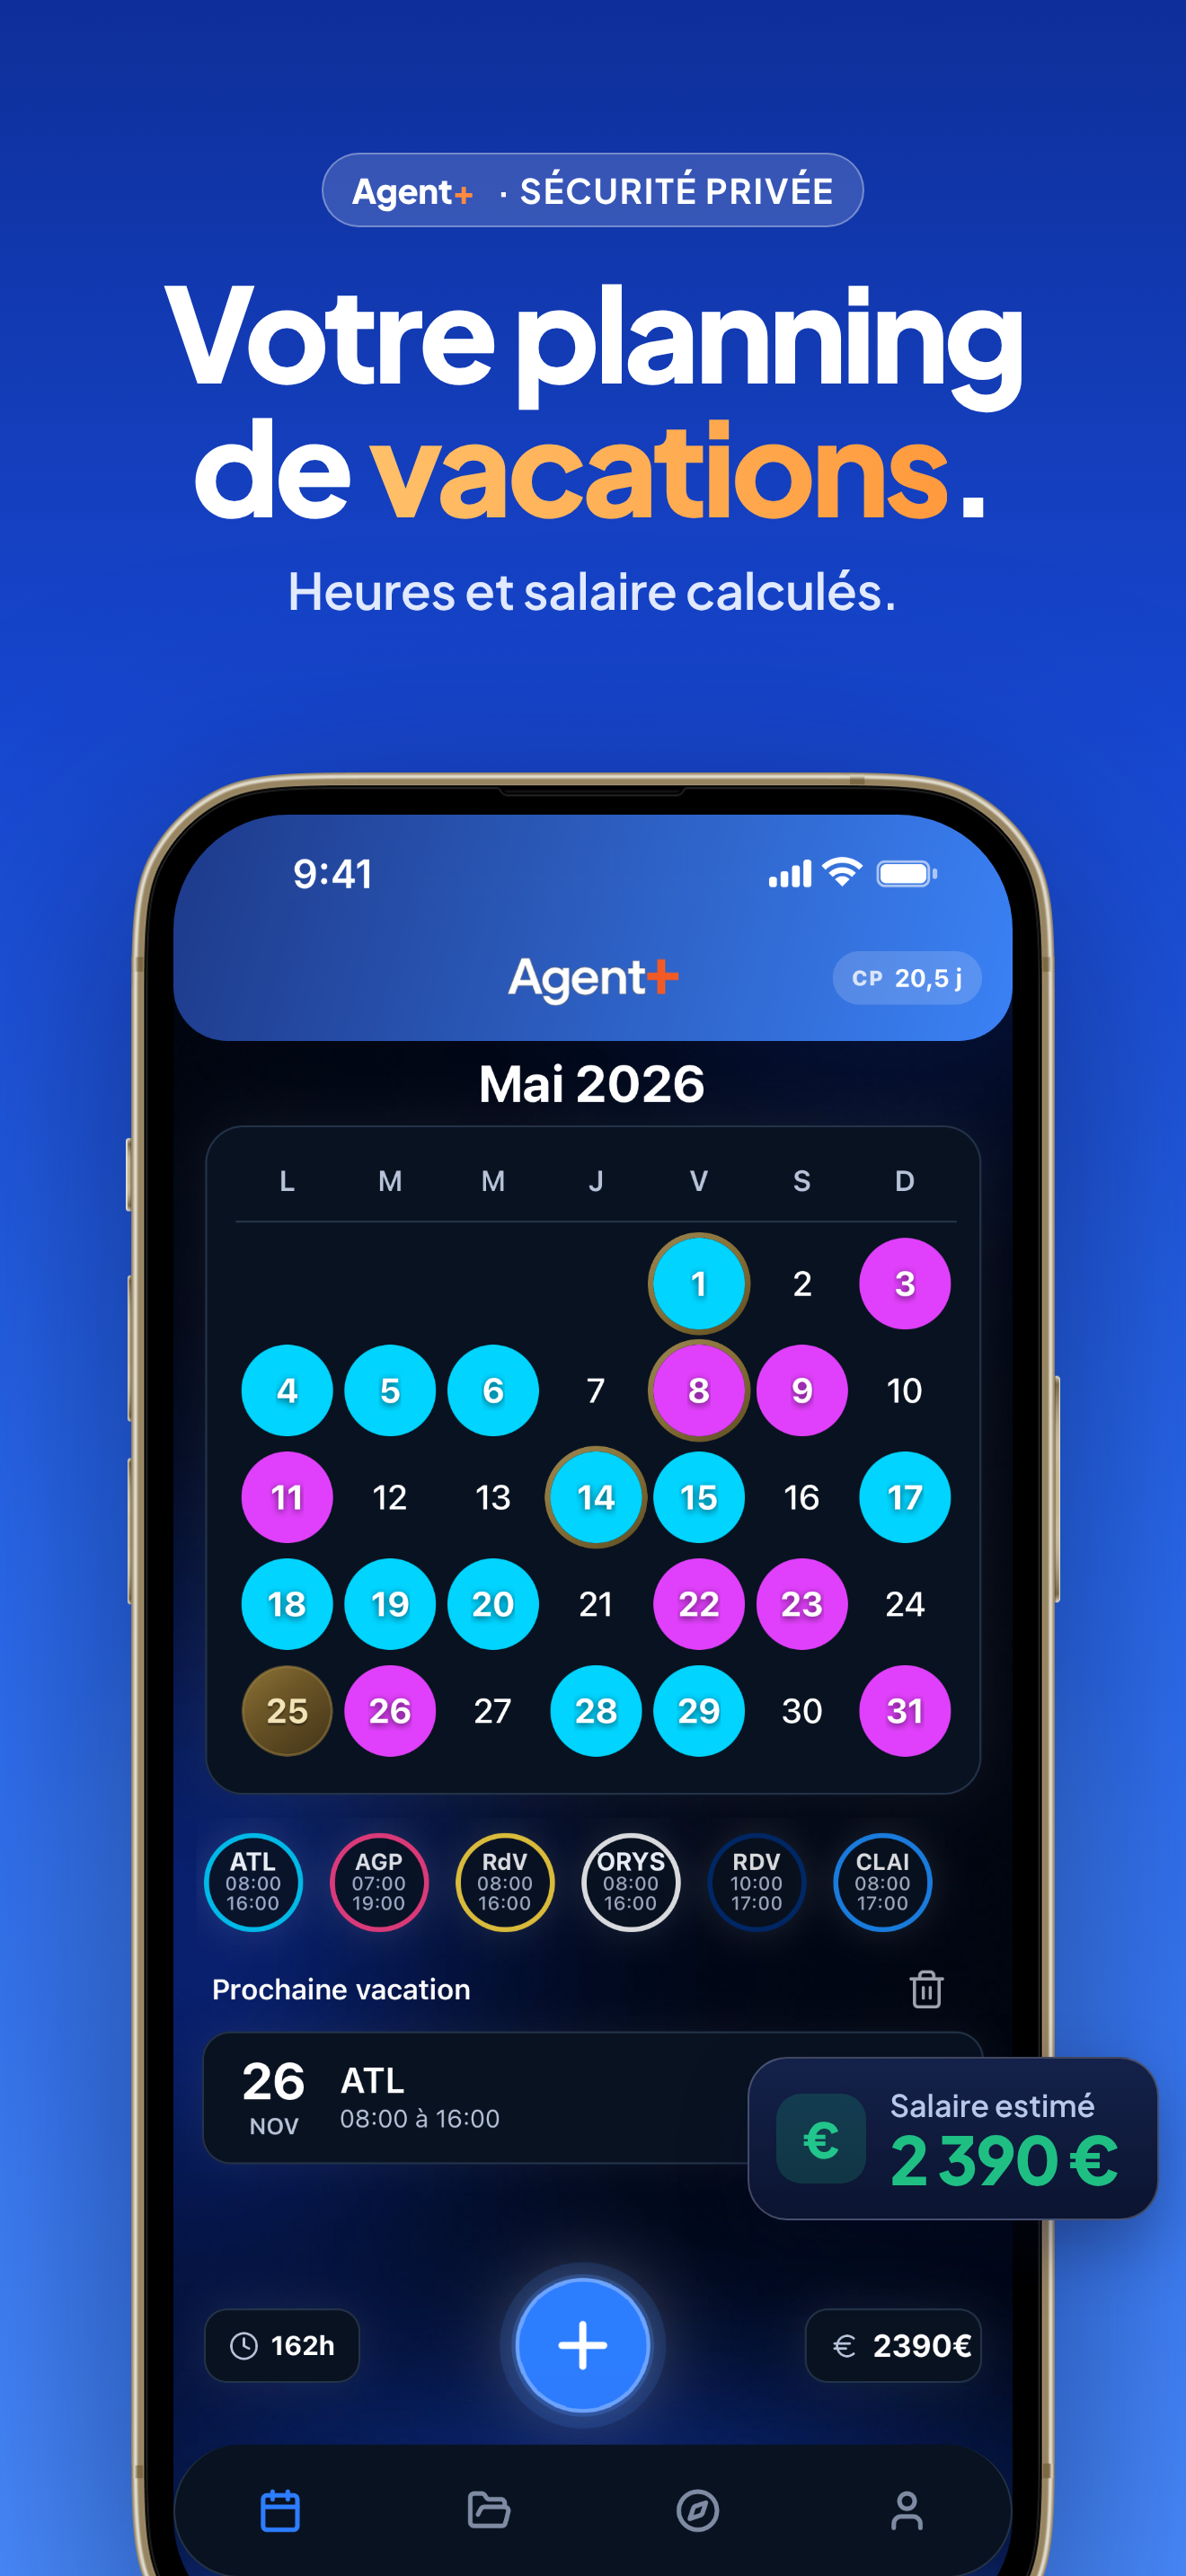 Agent+ · SÉCURITÉ PRIVÉE
Votre planning
de vacations.
Heures et salaire calculés.
9:41
Agent+
CP 20,5 j
Mai 2026
L M M J V S D
1 2 3
4 5 6 7 8 9 10
11 12 13 14 15 16 17
18 19 20 21 22 23 24
25 26 27 28 29 30 31
ATL 08:00 16:00
AGP 07:00 19:00
RdV 08:00 16:00
ORYS 08:00 16:00
RDV 10:00 17:00
CLAI 08:00 17:00
Prochaine vacation
26 NOV
ATL
08:00 à 16:00
€
Salaire estimé
2 390 €
162h
€ 2390€